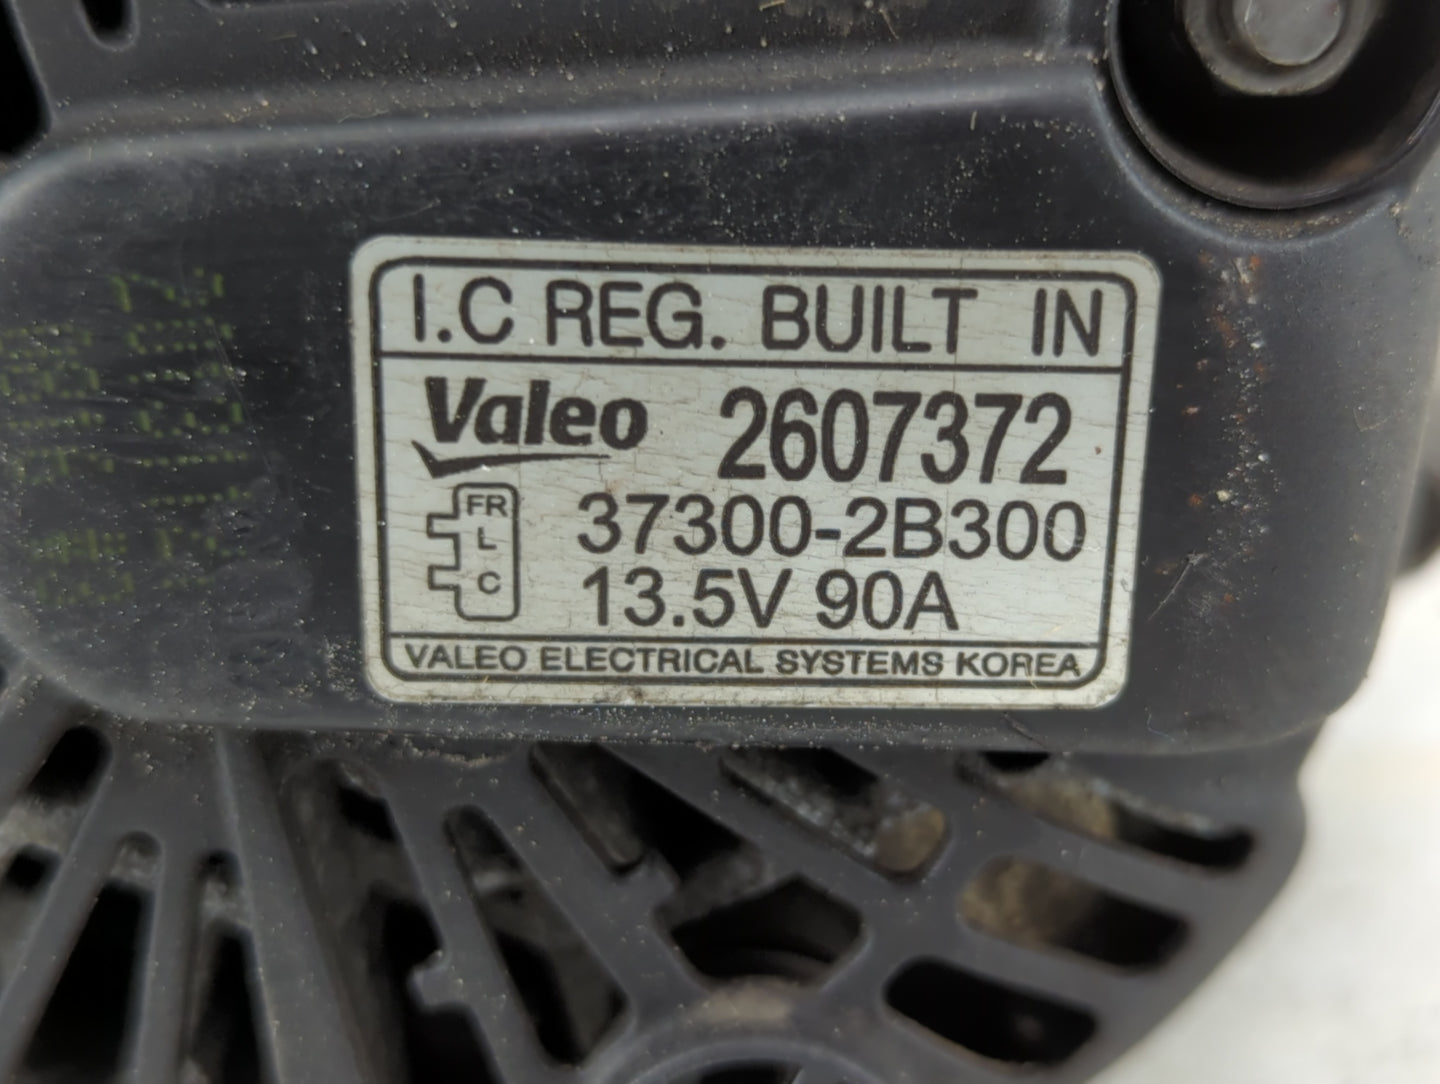 I.C REG. BUILT IN
Valeo 2607372
FR
L
C
37300-2B300
13.5V 90A
VALEO ELECTRICAL SYSTEMS KOREA